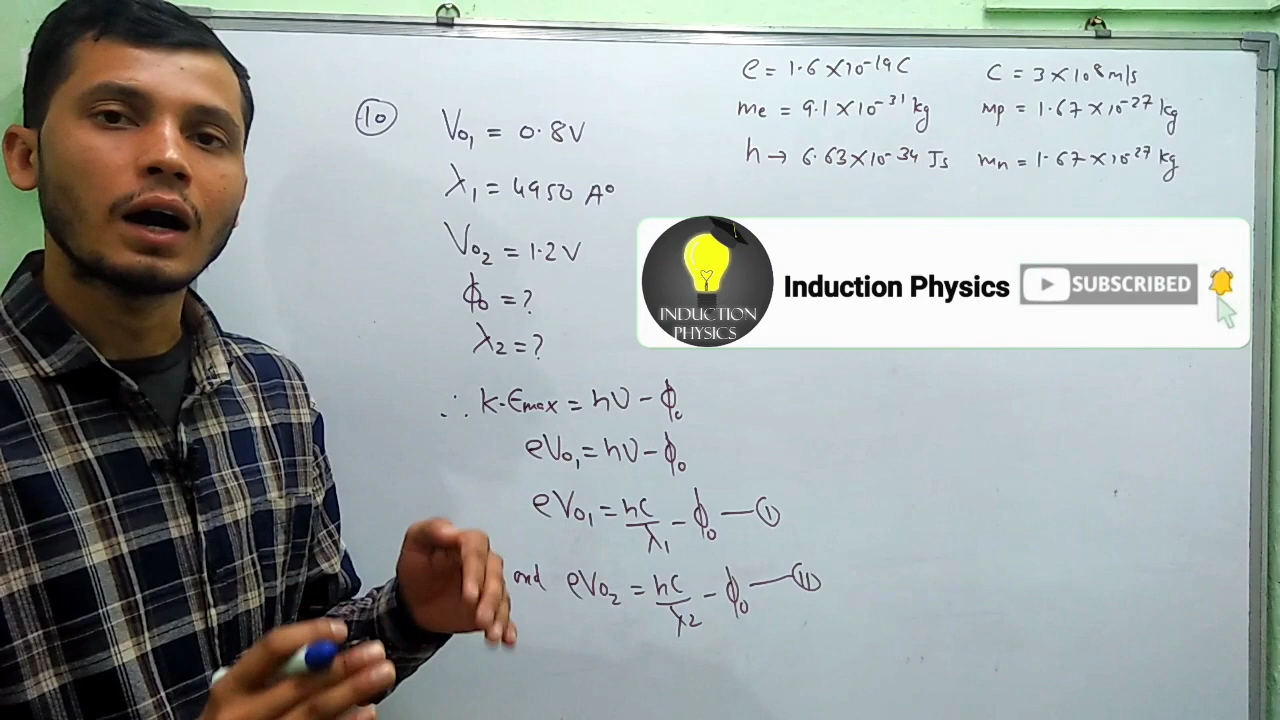 e = 1.6 × 10⁻¹⁹ C
C = 3 × 10⁸ m/s
me = 9.1 × 10⁻³¹ kg
mp = 1.67 × 10⁻²⁷ kg
h → 6.63 × 10⁻³⁴ Js
mn = 1.67 × 10⁻²⁷ kg
10
V₀₁ = 0.8V
λ₁ = 4950 A°
V₀₂ = 1.2V
ϕ₀ = ?
λ₂ = ?
∴ K.Emax = hυ - ϕ₀
eV₀₁ = hυ - ϕ₀
eV₀₁ = hC/λ₁ - ϕ₀ — I
and eV₀₂ = hC/λ₂ - ϕ₀ — II
INDUCTION
PHYSICS
Induction Physics
SUBSCRIBED